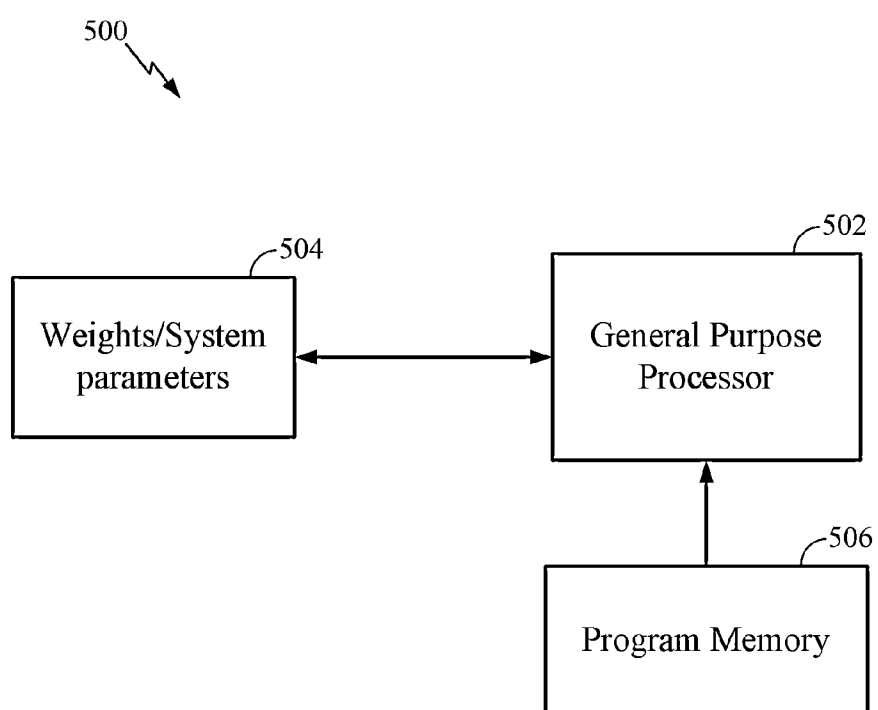 500
502
504
Weights/System
parameters
General Purpose
Processor
506
Program Memory